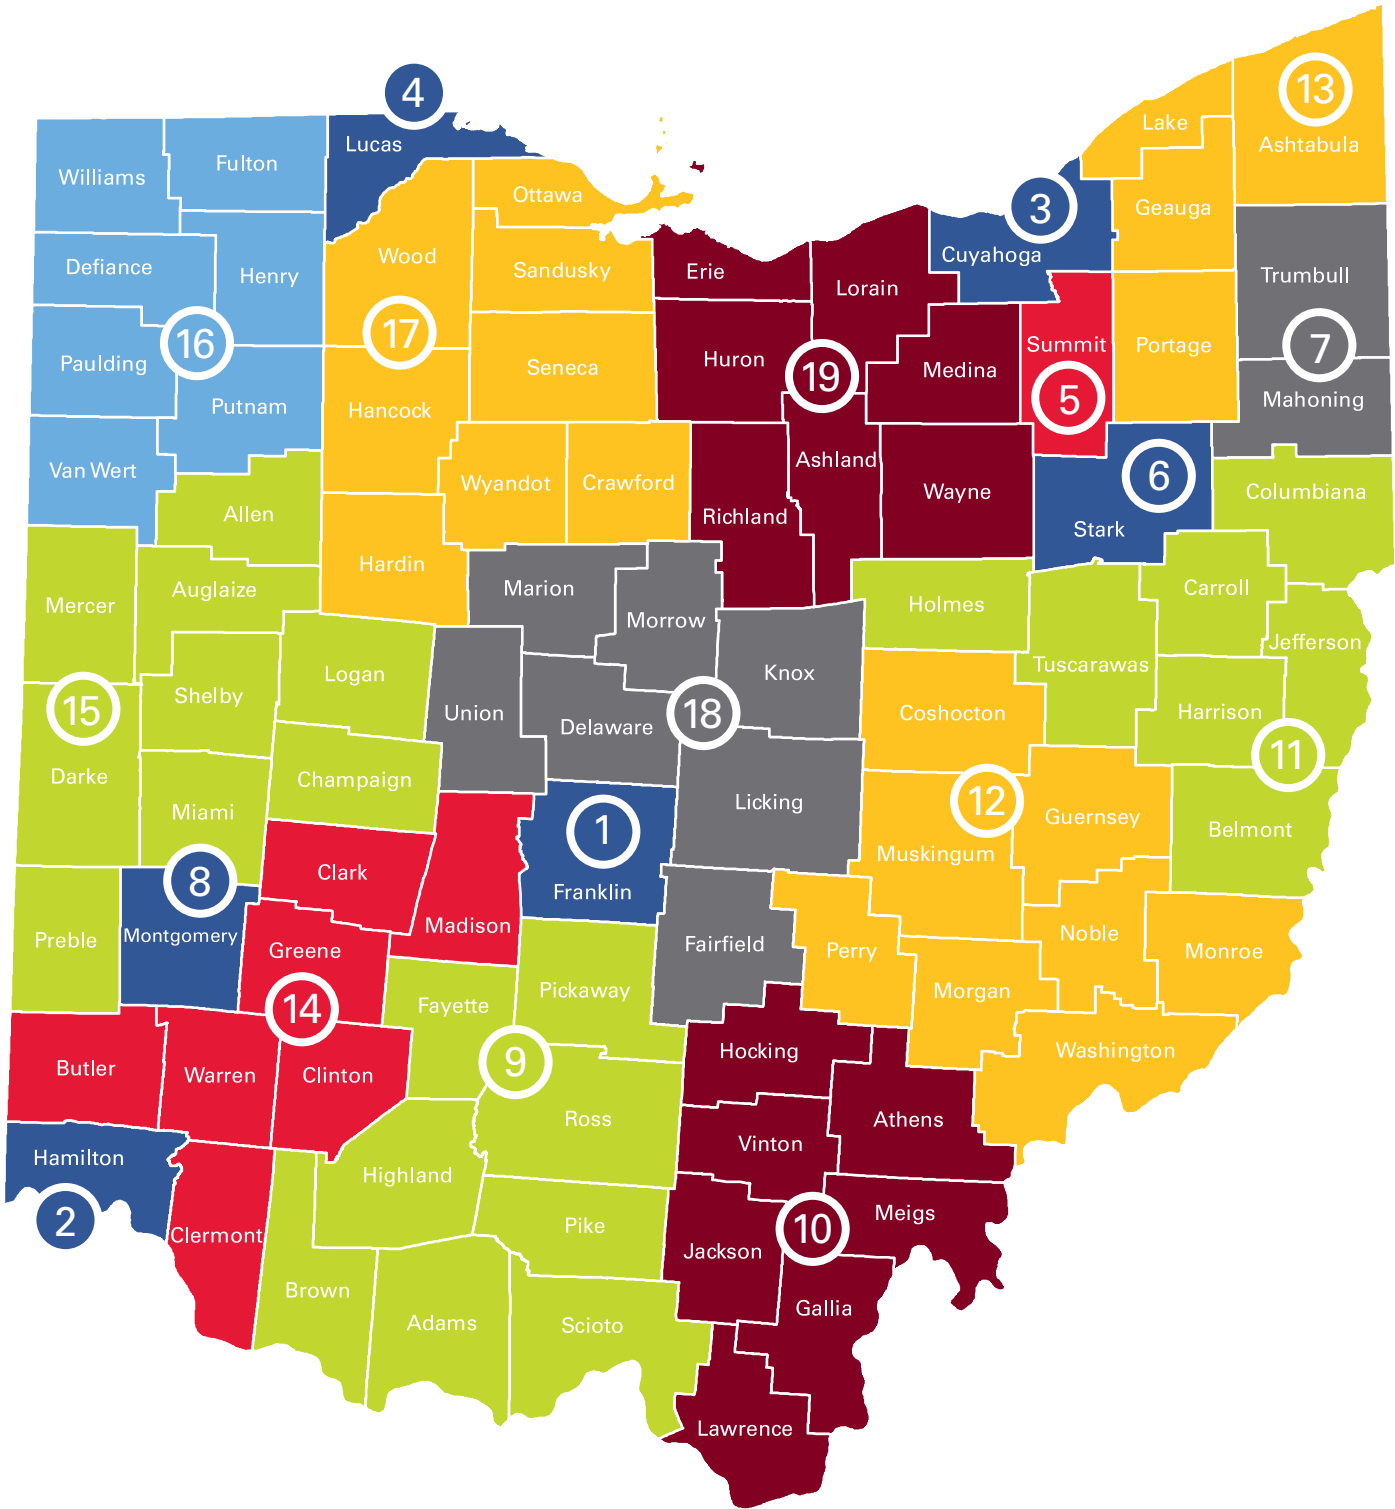 13
4
Lake
Ashtabula
Lucas
Fulton
Williams
Ottawa
Geauga
3
Cuyahoga
Wood
Defiance
Henry
Sandusky
Erie
Trumbull
Lorain
17
16
Summit
Portage
7
Paulding
Seneca
Huron
19
Medina
5
Mahoning
Putnam
Hancock
Van Wert
Wyandot
Crawford
Ashland
Wayne
6
Columbiana
Allen
Richland
Stark
Hardin
Auglaize
Marion
Carroll
Mercer
Holmes
Morrow
Jefferson
Logan
Knox
Tuscarawas
Shelby
15
Union
Delaware
18
Coshocton
Harrison
11
Darke
Champaign
Miami
Licking
12
Guernsey
1
Belmont
Muskingum
Clark
8
Franklin
Madison
Montgomery
Preble
Greene
Fairfield
Perry
Noble
Monroe
Pickaway
Morgan
14
Fayette
9
Hocking
Washington
Butler
Warren
Clinton
Ross
Athens
Hamilton
Vinton
Highland
2
Clermont
Pike
10
Meigs
Jackson
Brown
Adams
Scioto
Gallia
Lawrence